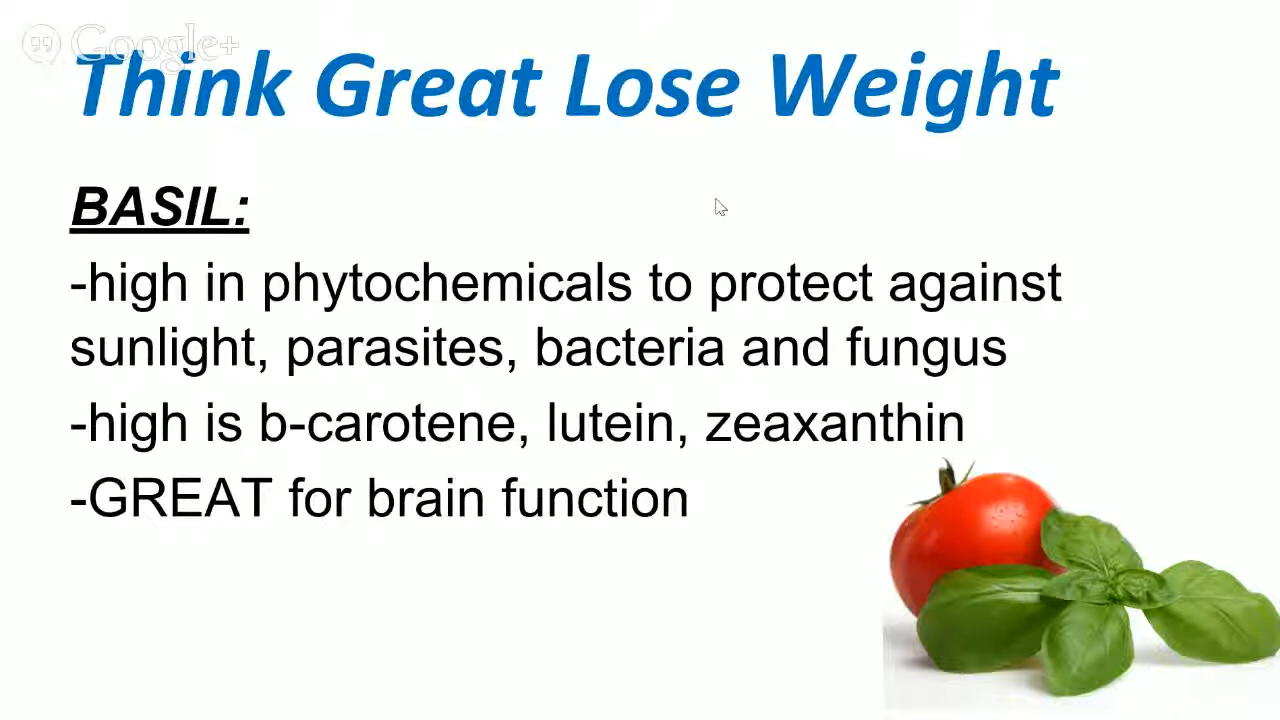 Google+
Think Great Lose Weight
BASIL:
-high in phytochemicals to protect against
sunlight, parasites, bacteria and fungus
-high is b-carotene, lutein, zeaxanthin
-GREAT for brain function